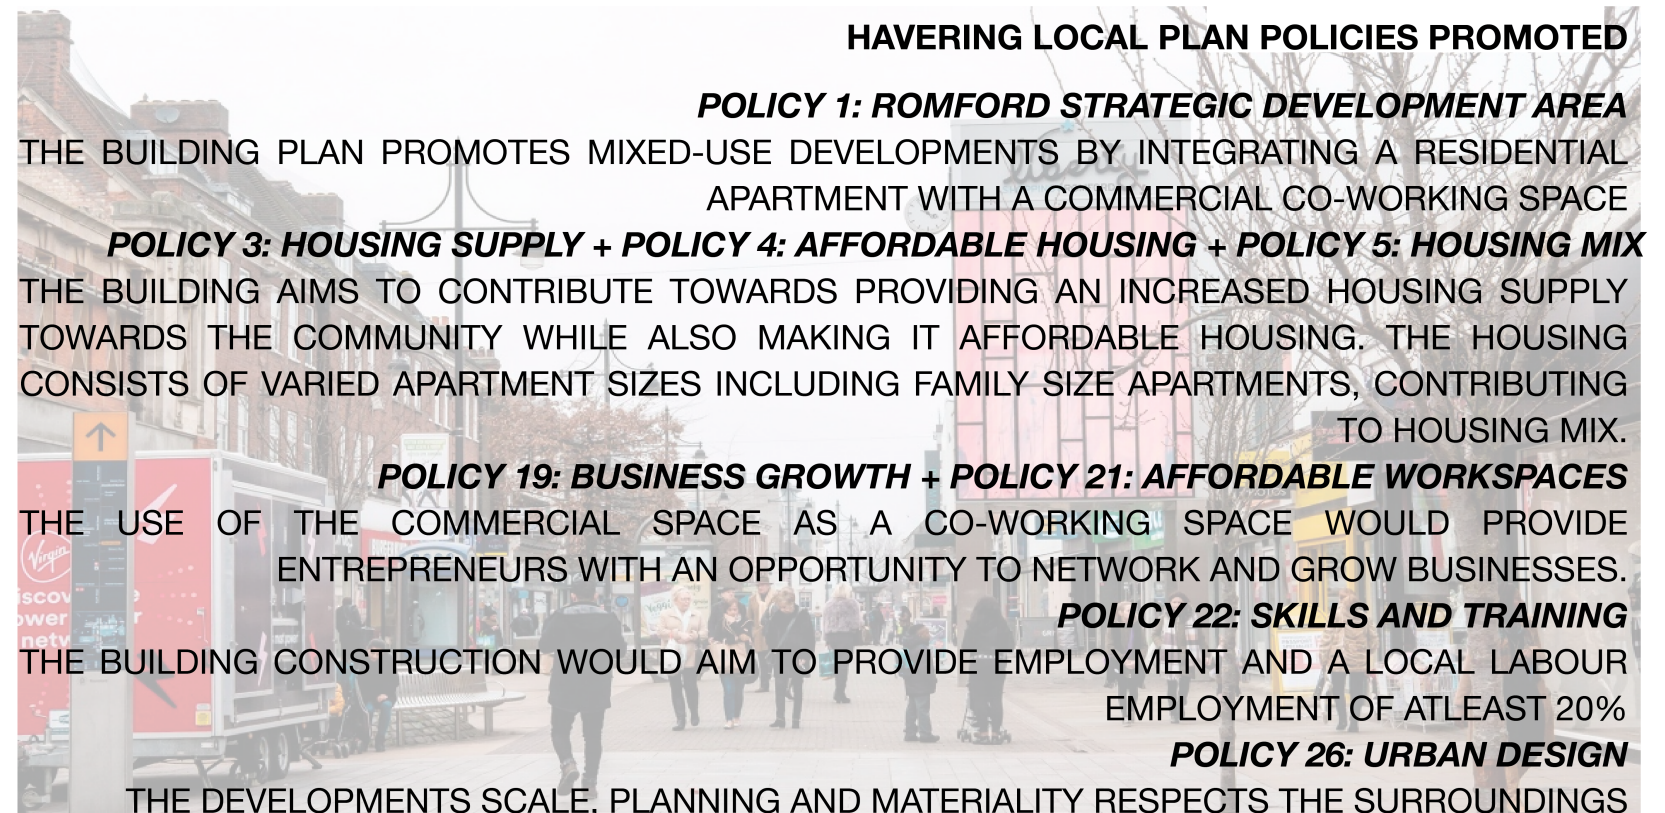 HAVERING LOCAL PLAN POLICIES PROMOTED
POLICY 1: ROMFORD STRATEGIC DEVELOPMENT AREA
THE BUILDING PLAN PROMOTES MIXED-USE DEVELOPMENTS BY INTEGRATING A RESIDENTIAL
APARTMENT WITH A COMMERCIAL CO-WORKING SPACE
POLICY 3: HOUSING SUPPLY + POLICY 4: AFFORDABLE HOUSING + POLICY 5: HOUSING MIX
THE BUILDING AIMS TO CONTRIBUTE TOWARDS PROVIDING AN INCREASED HOUSING SUPPLY
TOWARDS THE COMMUNITY WHILE ALSO MAKING IT AFFORDABLE HOUSING. THE HOUSING
CONSISTS OF VARIED APARTMENT SIZES INCLUDING FAMILY SIZE APARTMENTS, CONTRIBUTING
TO HOUSING MIX.
POLICY 19: BUSINESS GROWTH + POLICY 21: AFFORDABLE WORKSPACES
THE USE OF THE COMMERCIAL SPACE AS A CO-WORKING SPACE WOULD PROVIDE
ENTREPRENEURS WITH AN OPPORTUNITY TO NETWORK AND GROW BUSINESSES.
POLICY 22: SKILLS AND TRAINING
THE BUILDING CONSTRUCTION WOULD AIM TO PROVIDE EMPLOYMENT AND A LOCAL LABOUR
EMPLOYMENT OF ATLEAST 20%
POLICY 26: URBAN DESIGN
THE DEVELOPMENTS SCALE, PLANNING AND MATERIALITY RESPECTS THE SURROUNDINGS
liberty
Virgin